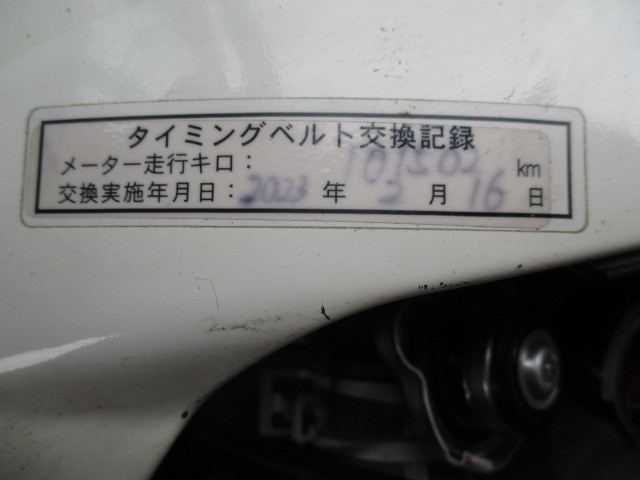 タイミングベルト交換記録
メーター走行キロ： 101502 km
交換実施年月日：2023 年 2 月 16 日